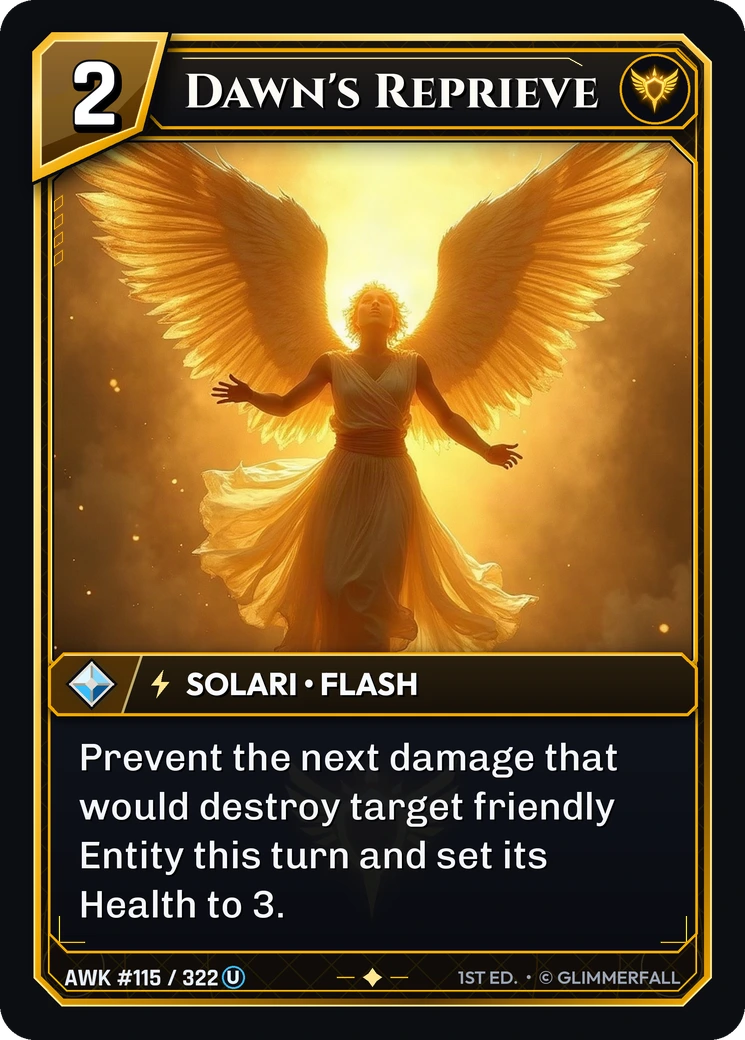 2
DAWN'S REPRIEVE
SOLARI • FLASH
Prevent the next damage that
would destroy target friendly
Entity this turn and set its
Health to 3.
AWK #115 / 322 U
1ST ED. • © GLIMMERFALL